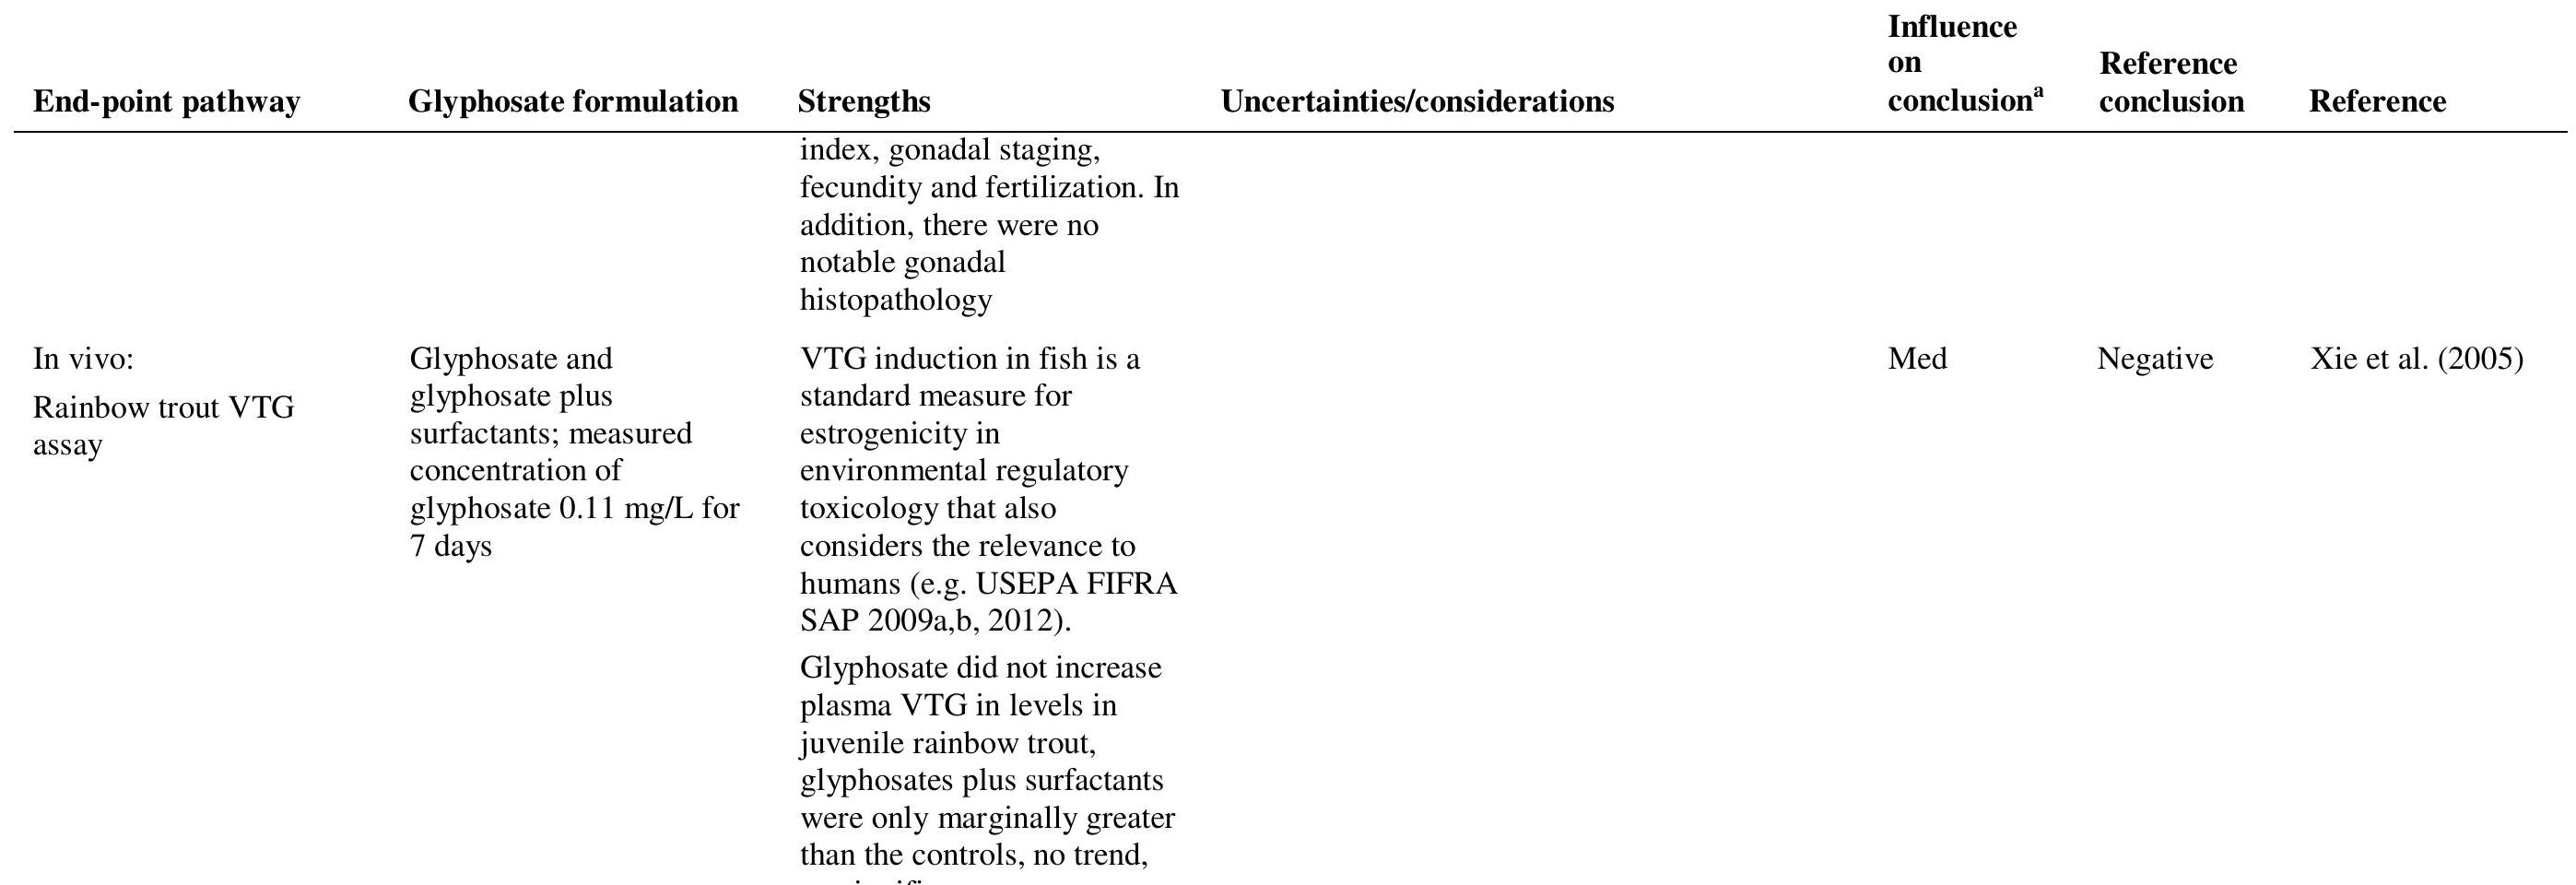 Influence
on
conclusionᵃ
Reference
conclusion
End-point pathway Glyphosate formulation Strengths Uncertainties/considerations Reference
index, gonadal staging,
fecundity and fertilization. In
addition, there were no
notable gonadal
histopathology
In vivo:
Rainbow trout VTG
assay
Glyphosate and
glyphosate plus
surfactants; measured
concentration of
glyphosate 0.11 mg/L for
7 days
VTG induction in fish is a
standard measure for
estrogenicity in
environmental regulatory
toxicology that also
considers the relevance to
humans (e.g. USEPA FIFRA
SAP 2009a,b, 2012).
Glyphosate did not increase
plasma VTG in levels in
juvenile rainbow trout,
glyphosates plus surfactants
were only marginally greater
than the controls, no trend,
Med
Negative
Xie et al. (2005)